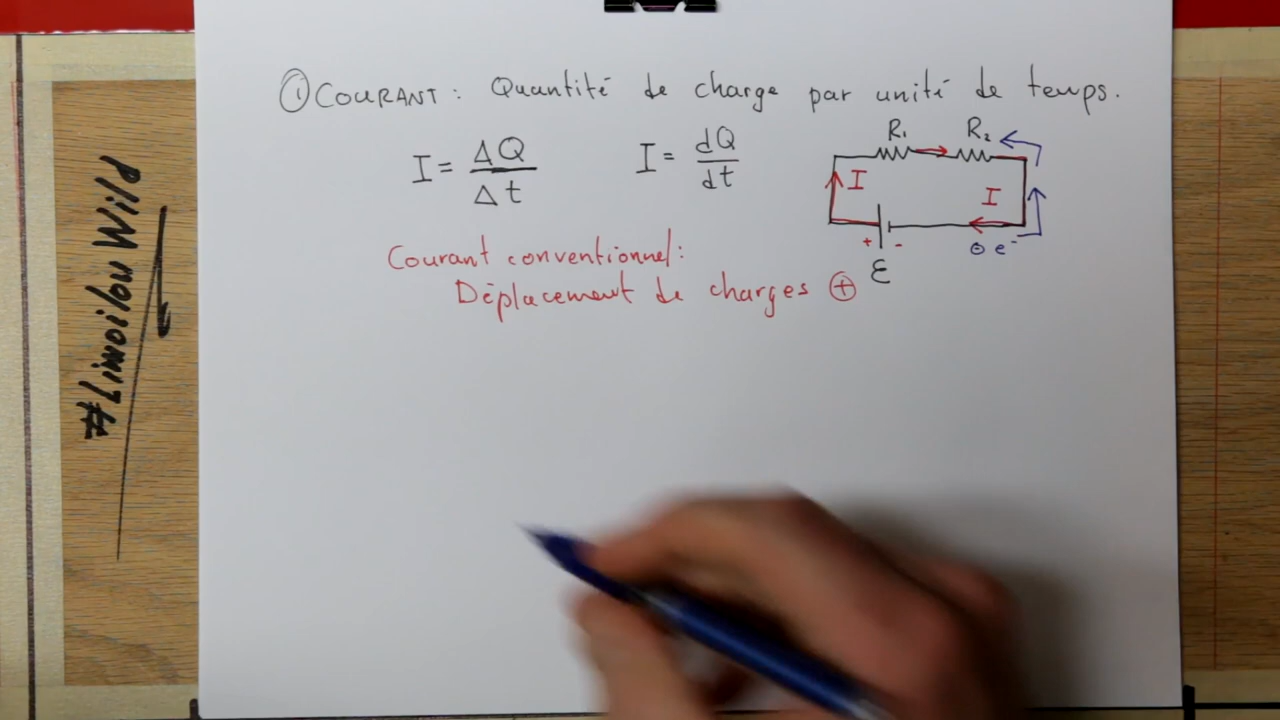 ① COURANT : Quantité de charge par unité de temps.
I = ΔQ / Δt
I = dQ / dt
R₁ R₂
I I
+ -
⊖ e⁻
ε
Courant conventionnel :
Déplacement de charges ⊕
#Limoilou Wild